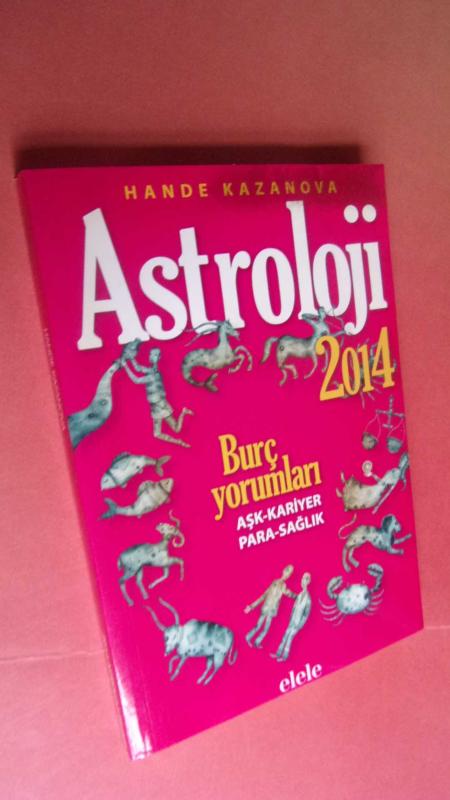 HANDE KAZANOVA
Astroloji
2014
Burç
yorumları
AŞK-KARİYER
PARA-SAĞLIK
elele